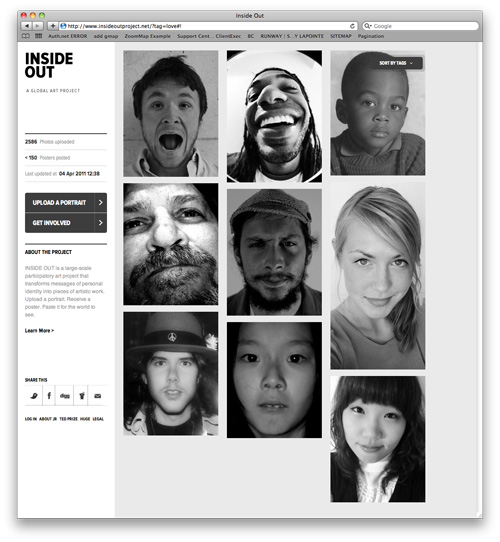 Inside Out
http://www.insideoutproject.net/?tag=love#!
Google
Auth.net ERROR add gmap ZoomMap Example Support Cent... ClientExec BC RUNWAY | S...Y LAPOINTE SITEMAP Pagination
INSIDE
OUT
A GLOBAL ART PROJECT
SORT BY TAGS
2586 Photos uploaded
< 150 Posters posted
Last updated at 04 Apr 2011 12:38
UPLOAD A PORTRAIT
GET INVOLVED
ABOUT THE PROJECT
INSIDE OUT is a large-scale
participatory art project that
transforms messages of personal
identity into pieces of artistic work.
Upload a portrait. Receive a
poster. Paste it for the world to
see.
Learn More >
SHARE THIS
digg
LOG IN ABOUT JR TED PRIZE HUGE LEGAL